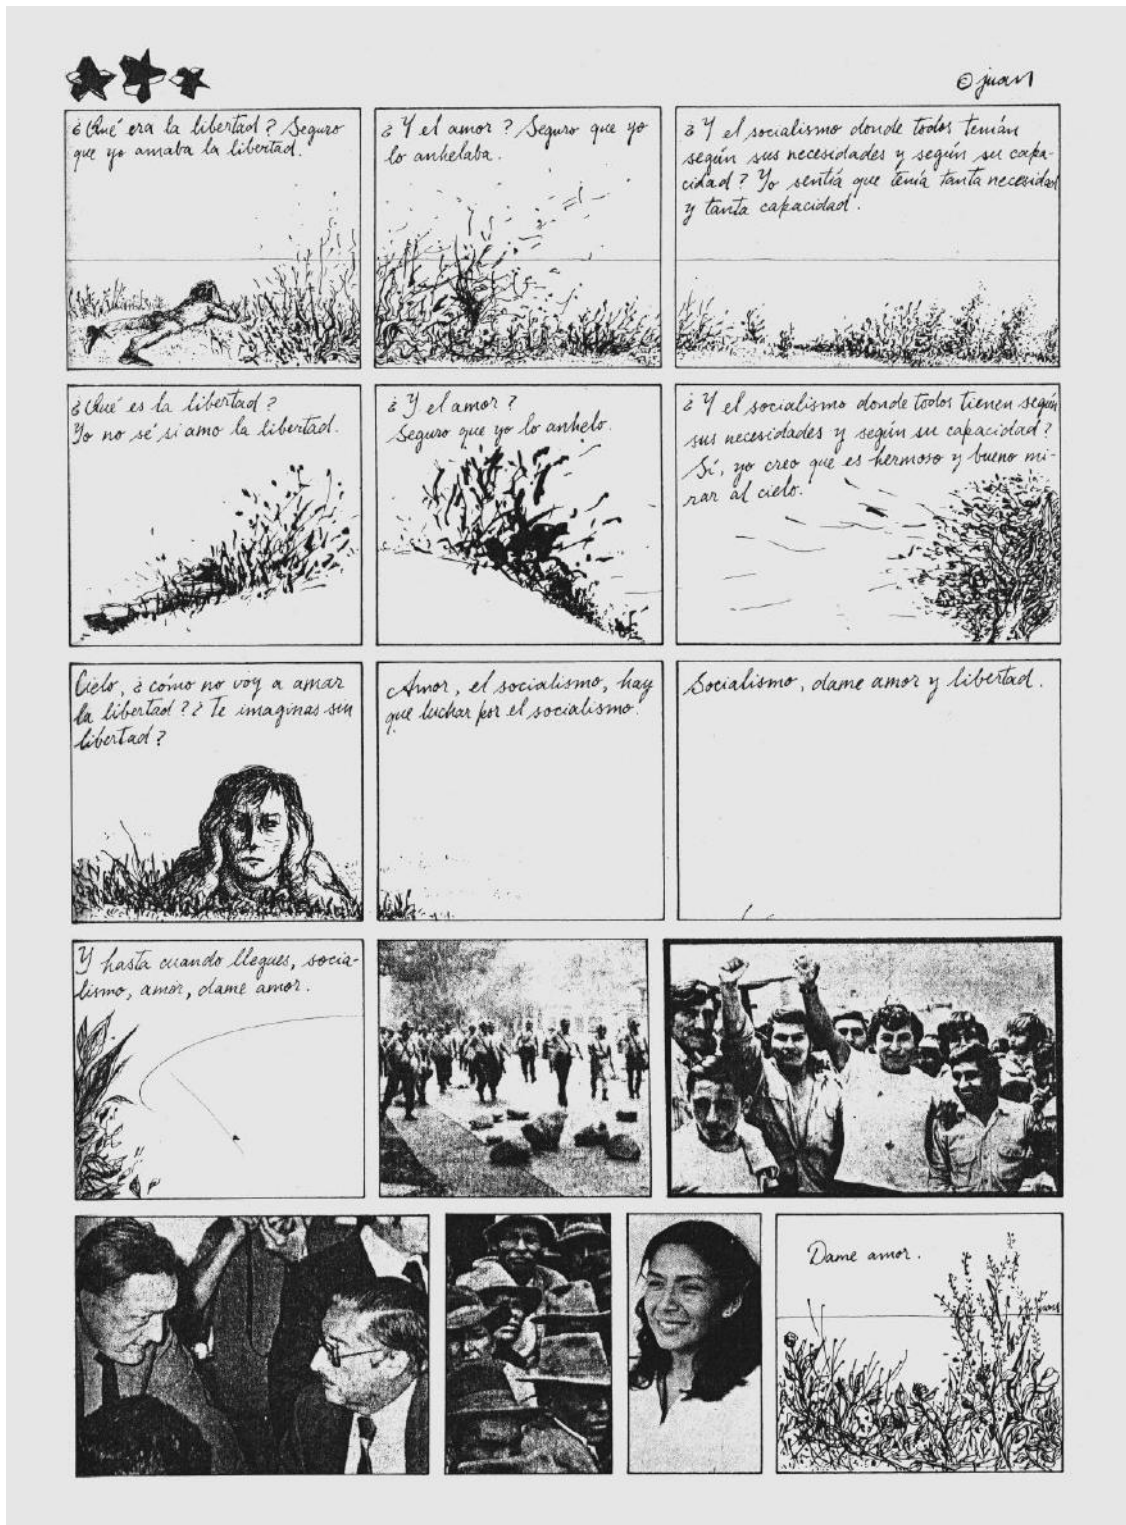 © juan
¿Qué era la libertad? Seguro
que yo amaba la libertad.
¿Y el amor? Seguro que yo
lo anhelaba.
¿Y el socialismo donde todos tenían
según sus necesidades y según su capa-
cidad? Yo sentía que tenía tanta necesidad
y tanta capacidad.
¿Qué es la libertad?
Yo no sé si amo la libertad.
¿Y el amor?
Seguro que yo lo anhelo.
¿Y el socialismo donde todos tienen según
sus necesidades y según su capacidad?
Sí, yo creo que es hermoso y bueno mi-
rar al cielo.
Cielo, ¿cómo no voy a amar
la libertad? ¿Te imaginas sin
libertad?
Amor, el socialismo, hay
que luchar por el socialismo.
Socialismo, dame amor y libertad.
Y hasta cuando llegues, socia-
lismo, amor, dame amor.
Dame amor.
juan